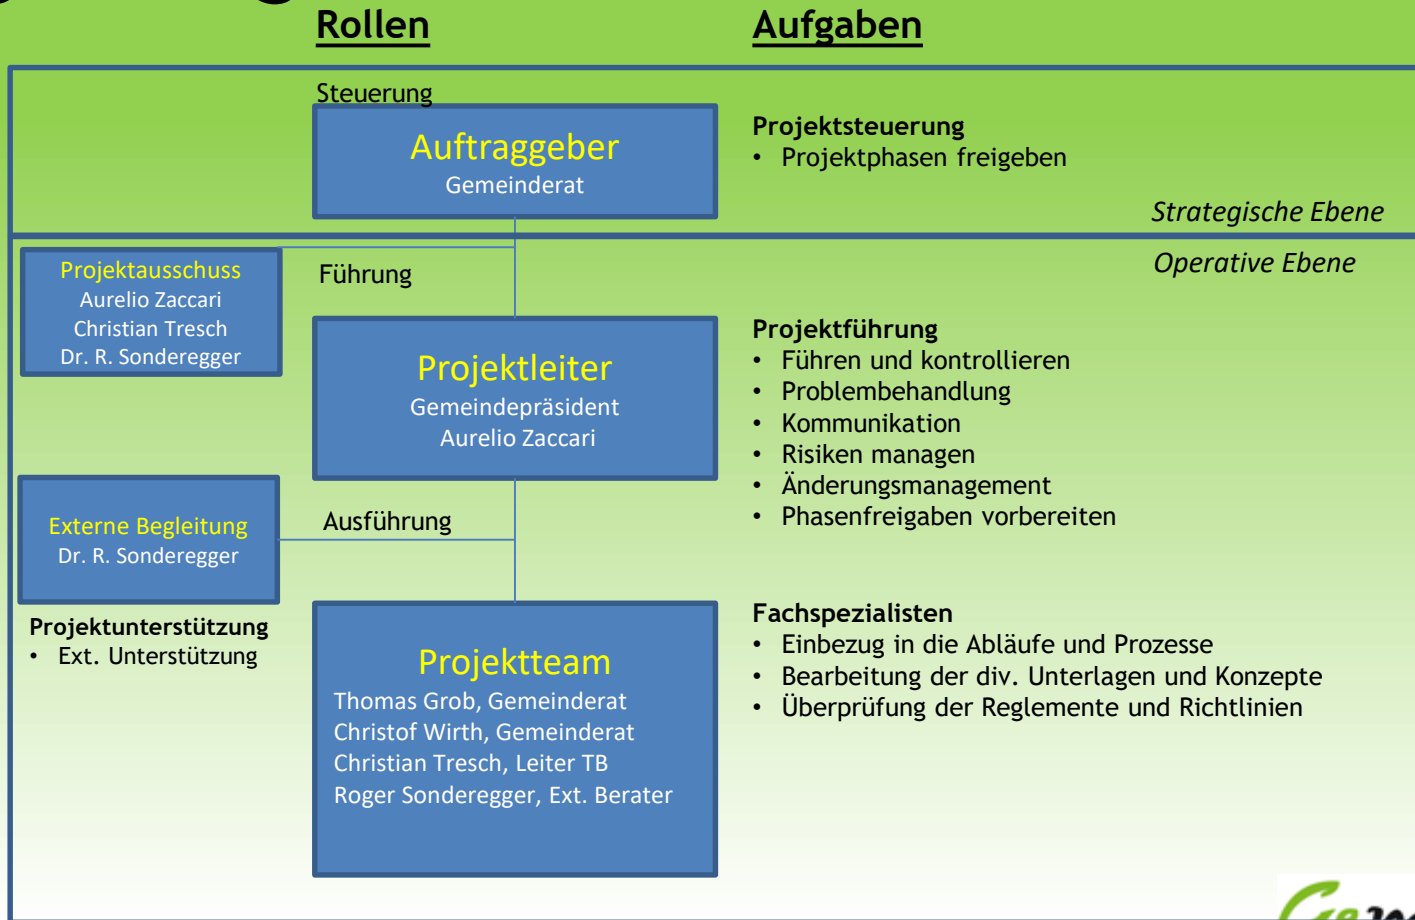 Rollen
Aufgaben
Steuerung
Auftraggeber
Gemeinderat
Projektsteuerung
• Projektphasen freigeben
Strategische Ebene
Operative Ebene
Projektausschuss
Aurelio Zaccari
Christian Tresch
Dr. R. Sonderegger
Führung
Projektleiter
Gemeindepräsident
Aurelio Zaccari
Projektführung
• Führen und kontrollieren
• Problembehandlung
• Kommunikation
• Risiken managen
• Änderungsmanagement
• Phasenfreigaben vorbereiten
Externe Begleitung
Dr. R. Sonderegger
Ausführung
Projektunterstützung
• Ext. Unterstützung
Projektteam
Thomas Grob, Gemeinderat
Christof Wirth, Gemeinderat
Christian Tresch, Leiter TB
Roger Sonderegger, Ext. Berater
Fachspezialisten
• Einbezug in die Abläufe und Prozesse
• Bearbeitung der div. Unterlagen und Konzepte
• Überprüfung der Reglemente und Richtlinien